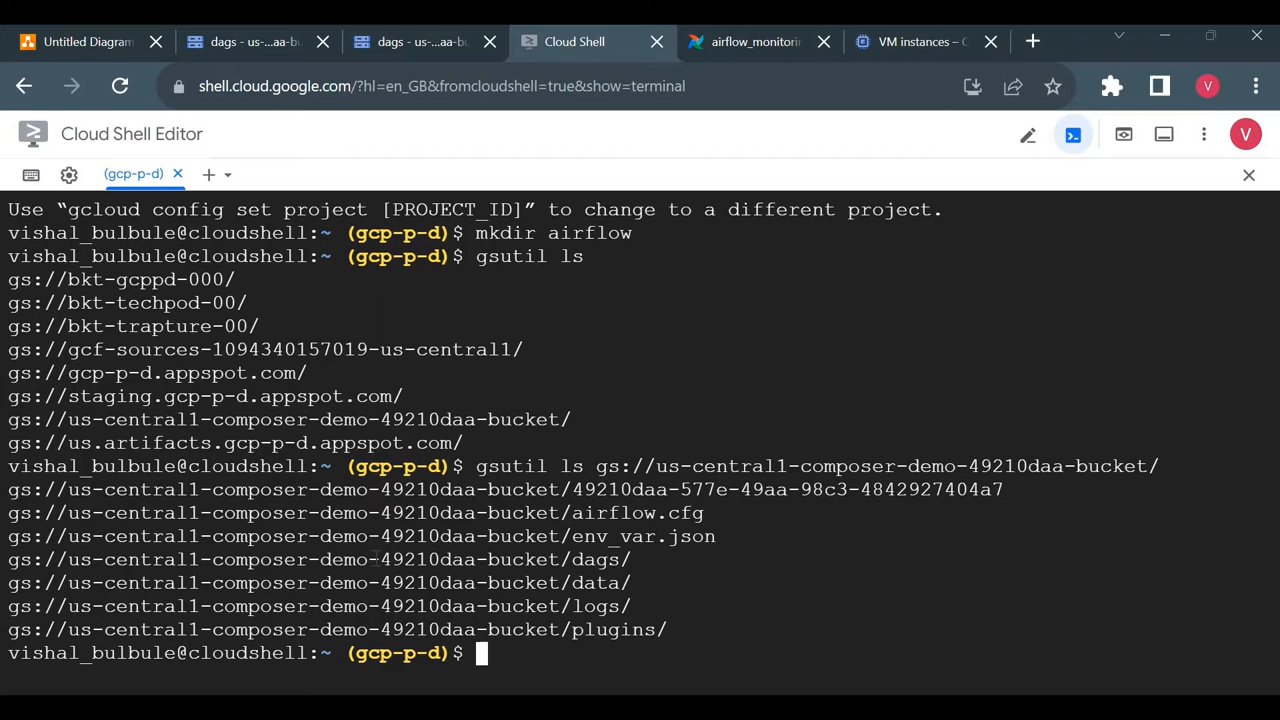 Untitled Diagram
dags - us-...aa-bu
dags - us-...aa-bu
Cloud Shell
airflow_monitorin
VM instances – G
shell.cloud.google.com/?hl=en_GB&fromcloudshell=true&show=terminal
V
Cloud Shell Editor
V
(gcp-p-d)
Use “gcloud config set project [PROJECT_ID]” to change to a different project.
vishal_bulbule@cloudshell:~ (gcp-p-d)$ mkdir airflow
vishal_bulbule@cloudshell:~ (gcp-p-d)$ gsutil ls
gs://bkt-gcppd-000/
gs://bkt-techpod-00/
gs://bkt-trapture-00/
gs://gcf-sources-1094340157019-us-central1/
gs://gcp-p-d.appspot.com/
gs://staging.gcp-p-d.appspot.com/
gs://us-central1-composer-demo-49210daa-bucket/
gs://us.artifacts.gcp-p-d.appspot.com/
vishal_bulbule@cloudshell:~ (gcp-p-d)$ gsutil ls gs://us-central1-composer-demo-49210daa-bucket/
gs://us-central1-composer-demo-49210daa-bucket/49210daa-577e-49aa-98c3-4842927404a7
gs://us-central1-composer-demo-49210daa-bucket/airflow.cfg
gs://us-central1-composer-demo-49210daa-bucket/env_var.json
gs://us-central1-composer-demo-49210daa-bucket/dags/
gs://us-central1-composer-demo-49210daa-bucket/data/
gs://us-central1-composer-demo-49210daa-bucket/logs/
gs://us-central1-composer-demo-49210daa-bucket/plugins/
vishal_bulbule@cloudshell:~ (gcp-p-d)$